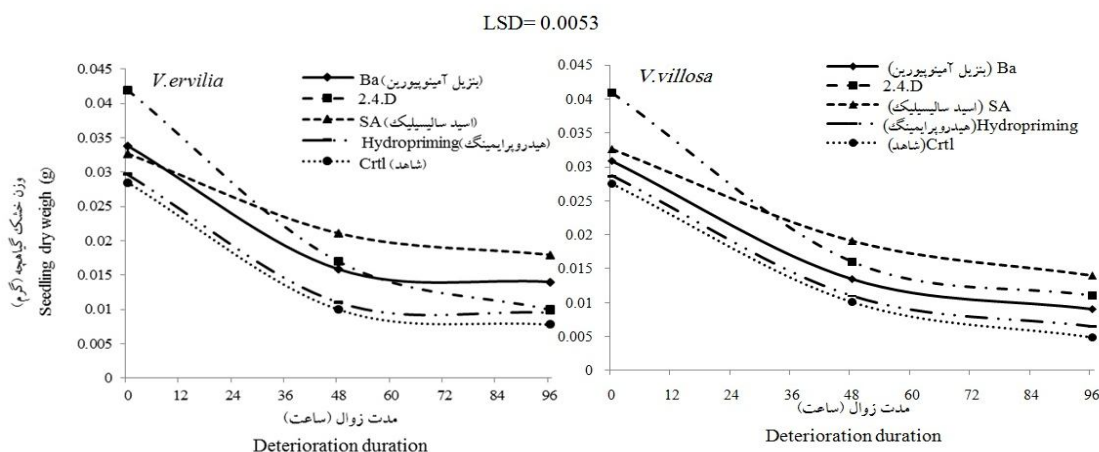 LSD= 0.0053
V.ervilia
Ba (بنزیل آمینوپیورین)
2.4.D
SA (اسید سالیسیلیک)
Hydropriming (هیدروپرایمینگ)
Crtl (شاهد)
0.045
0.04
0.035
0.03
0.025
0.02
0.015
0.01
0.005
0
0 12 24 36 48 60 72 84 96
وزن خشک گیاهچه (گرم)
Seedling dry weigh (g)
مدت زوال (ساعت)
Deterioration duration
V.villosa
(بنزیل آمینوپیورین) Ba
2.4.D
(اسید سالیسیلیک) SA
(هیدروپرایمینگ)Hydropriming
(شاهد)Crtl
0.045
0.04
0.035
0.03
0.025
0.02
0.015
0.01
0.005
0
0 12 24 36 48 60 72 84 96
مدت زوال (ساعت)
Deterioration duration